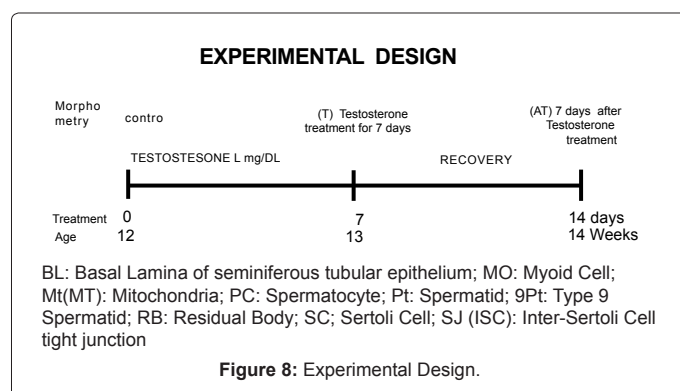 EXPERIMENTAL DESIGN
Morpho
metry
contro
(T) Testosterone
treatment for 7 days
(AT) 7 days after
Testosterone
treatment
TESTOSTESONE L mg/DL
RECOVERY
Treatment 0 7 14 days
Age 12 13 14 Weeks
BL: Basal Lamina of seminiferous tubular epithelium; MO: Myoid Cell;
Mt(MT): Mitochondria; PC: Spermatocyte; Pt: Spermatid; 9Pt: Type 9
Spermatid; RB: Residual Body; SC; Sertoli Cell; SJ (ISC): Inter-Sertoli Cell
tight junction
Figure 8: Experimental Design.